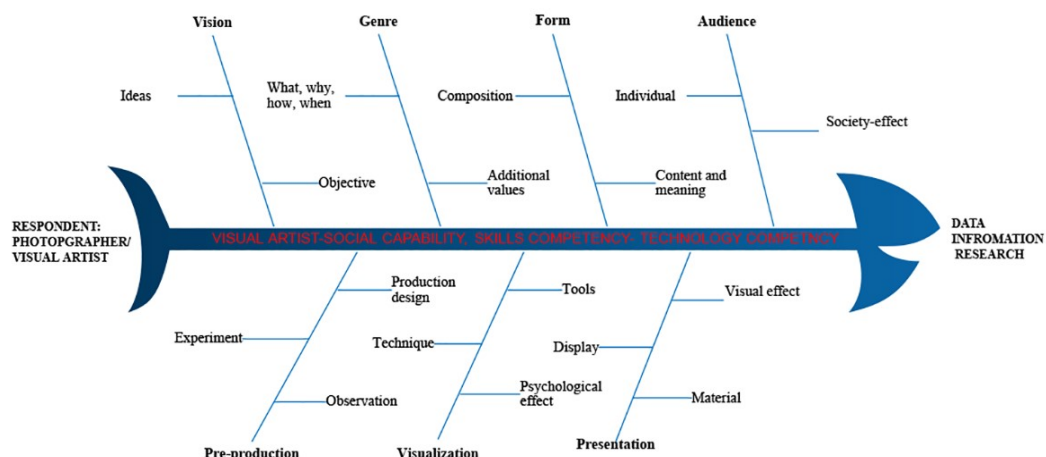 Vision
Genre
Form
Audience
Ideas
What, why,
how, when
Composition
Individual
Society-effect
Objective
Additional
values
Content and
meaning
RESPONDENT:
PHOTOPGRAPHER/
VISUAL ARTIST
VISUAL ARTIST-SOCIAL CAPABILITY, SKILLS COMPETENCY- TECHNOLOGY COMPETNCY
DATA
INFROMATION
RESEARCH
Production
design
Tools
Visual effect
Experiment
Technique
Display
Observation
Psychological
effect
Material
Pre-production
Visualization
Presentation